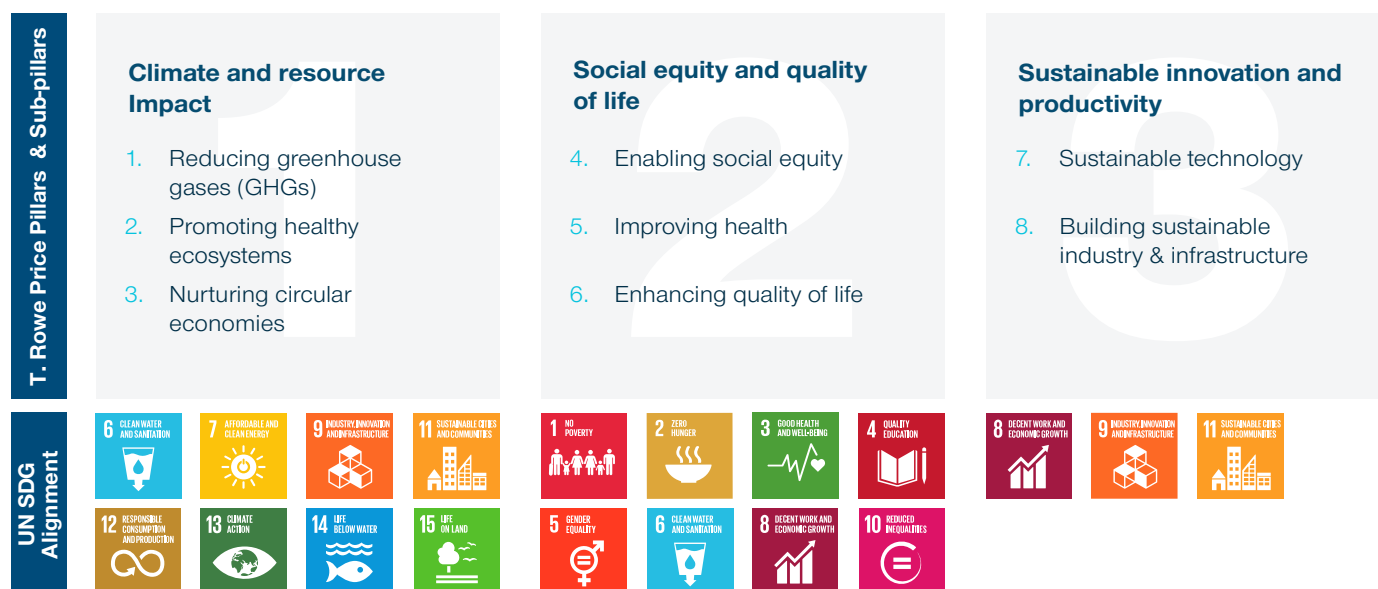 T. Rowe Price Pillars & Sub-pillars
1
Climate and resource
Impact
1. Reducing greenhouse
gases (GHGs)
2. Promoting healthy
ecosystems
3. Nurturing circular
economies
2
Social equity and quality
of life
4. Enabling social equity
5. Improving health
6. Enhancing quality of life
3
Sustainable innovation and
productivity
7. Sustainable technology
8. Building sustainable
industry & infrastructure
UN SDG
Alignment
6 CLEAN WATER
AND SANITATION
7 AFFORDABLE AND
CLEAN ENERGY
9 INDUSTRY, INNOVATION
AND INFRASTRUCTURE
11 SUSTAINABLE CITIES
AND COMMUNITIES
12 RESPONSIBLE
CONSUMPTION
AND PRODUCTION
13 CLIMATE
ACTION
14 LIFE
BELOW WATER
15 LIFE
ON LAND
1 NO
POVERTY
2 ZERO
HUNGER
3 GOOD HEALTH
AND WELL-BEING
4 QUALITY
EDUCATION
5 GENDER
EQUALITY
6 CLEAN WATER
AND SANITATION
8 DECENT WORK AND
ECONOMIC GROWTH
10 REDUCED
INEQUALITIES
8 DECENT WORK AND
ECONOMIC GROWTH
9 INDUSTRY, INNOVATION
AND INFRASTRUCTURE
11 SUSTAINABLE CITIES
AND COMMUNITIES